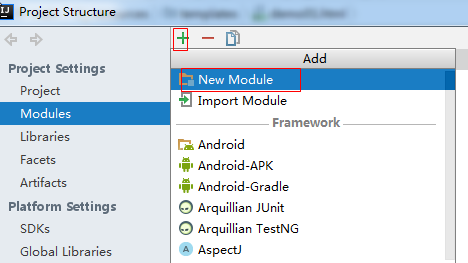 IJ Project Structure
Add
Project Settings
Project
Modules
Libraries
Facets
Artifacts
Platform Settings
SDKs
Global Libraries
New Module
Import Module
Framework
Android
Android-APK
Android-Gradle
Arquillian JUnit
Arquillian TestNG
A AspectJ